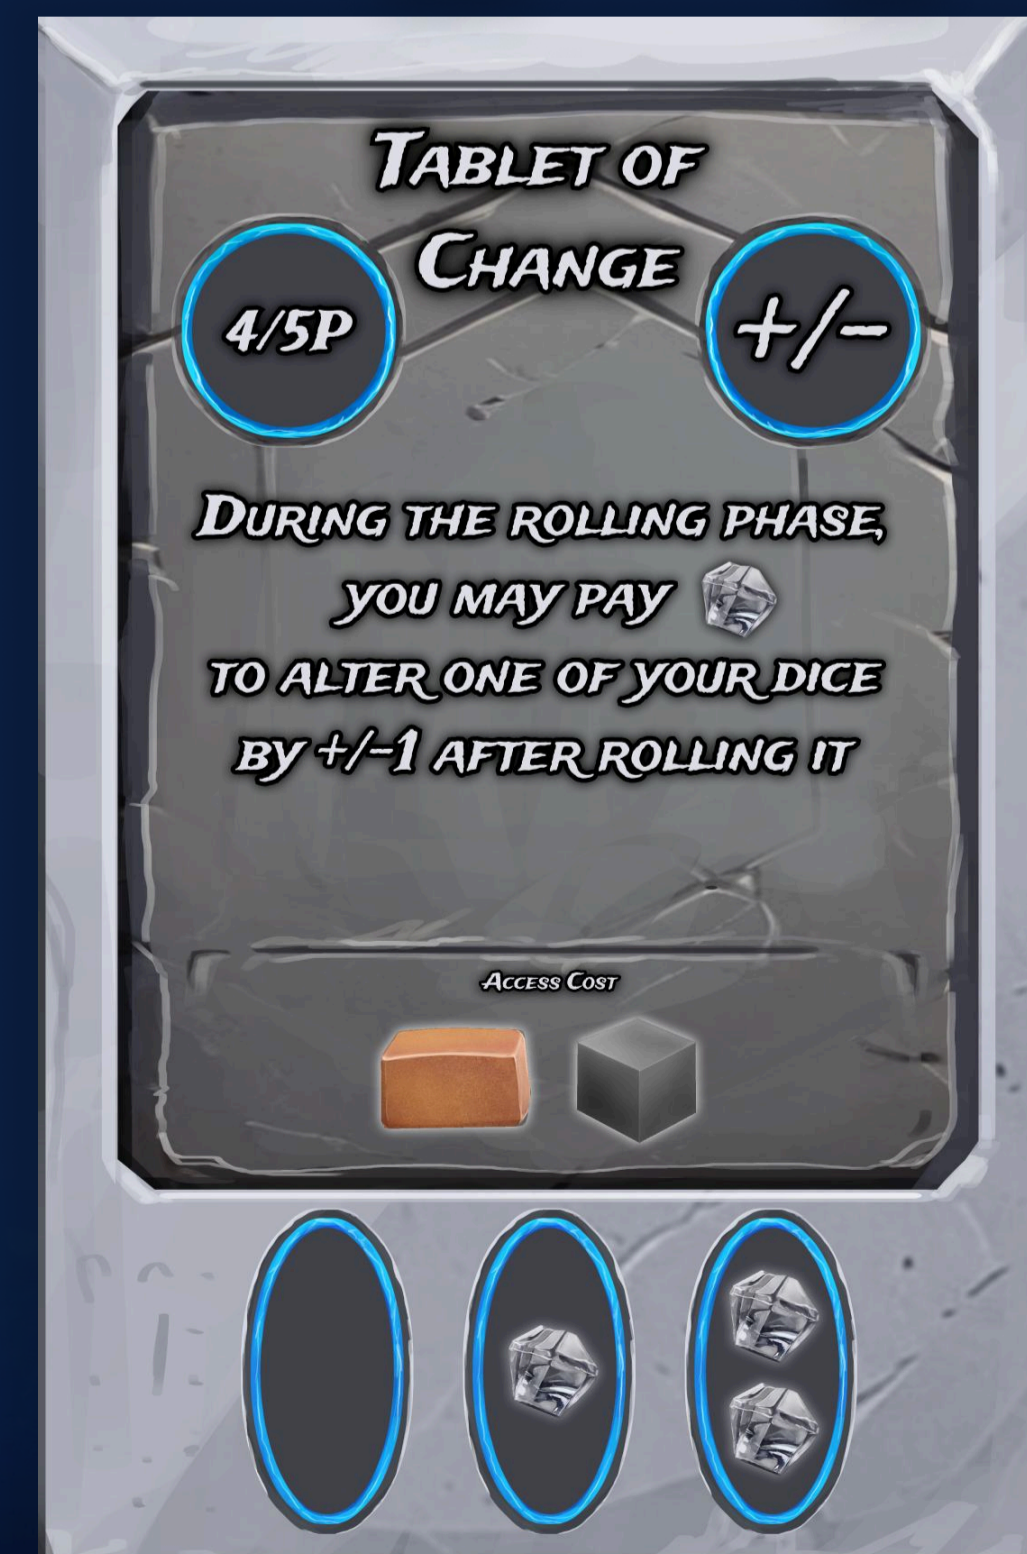 Tablet of
Change
4/5P
+/-
During the rolling phase,
you may pay
to alter one of your dice
by +/-1 after rolling it
Access Cost